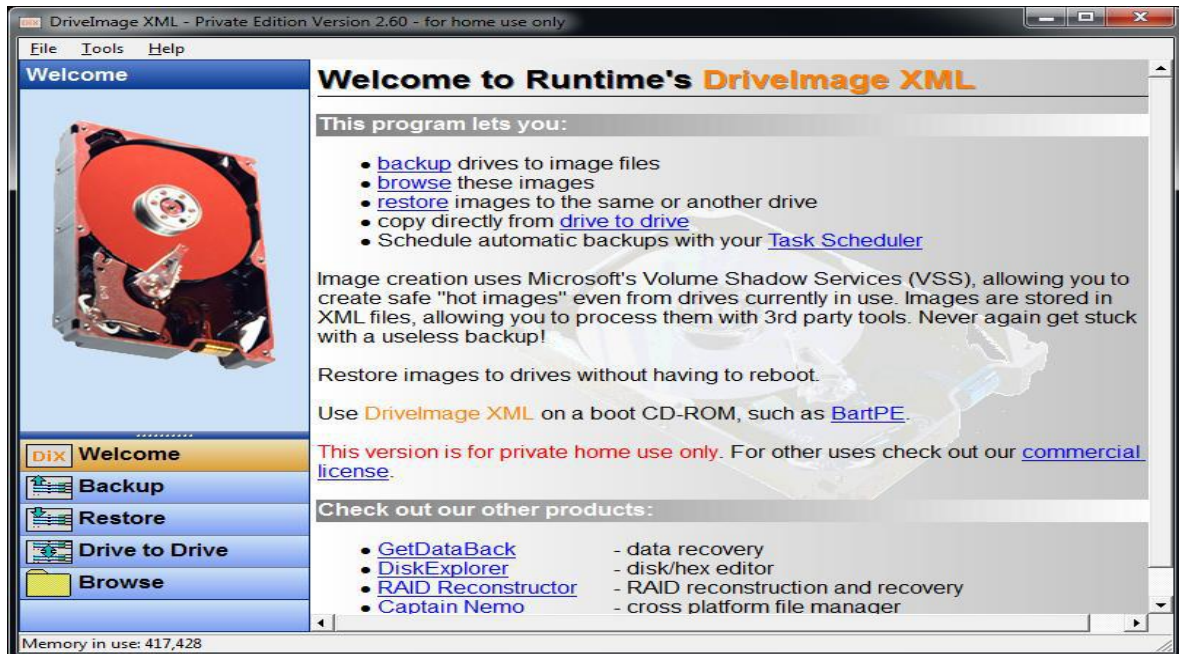 DriveImage XML - Private Edition Version 2.60 - for home use only
File Tools Help
Welcome
Welcome to Runtime's DriveImage XML
This program lets you:
• backup drives to image files
• browse these images
• restore images to the same or another drive
• copy directly from drive to drive
• Schedule automatic backups with your Task Scheduler
Image creation uses Microsoft's Volume Shadow Services (VSS), allowing you to
create safe "hot images" even from drives currently in use. Images are stored in
XML files, allowing you to process them with 3rd party tools. Never again get stuck
with a useless backup!
Restore images to drives without having to reboot.
Use DriveImage XML on a boot CD-ROM, such as BartPE.
This version is for private home use only. For other uses check out our commercial
license.
Check out our other products:
• GetDataBack - data recovery
• DiskExplorer - disk/hex editor
• RAID Reconstructor - RAID reconstruction and recovery
• Captain Nemo - cross platform file manager
DiX Welcome
Backup
Restore
Drive to Drive
Browse
Memory in use: 417,428